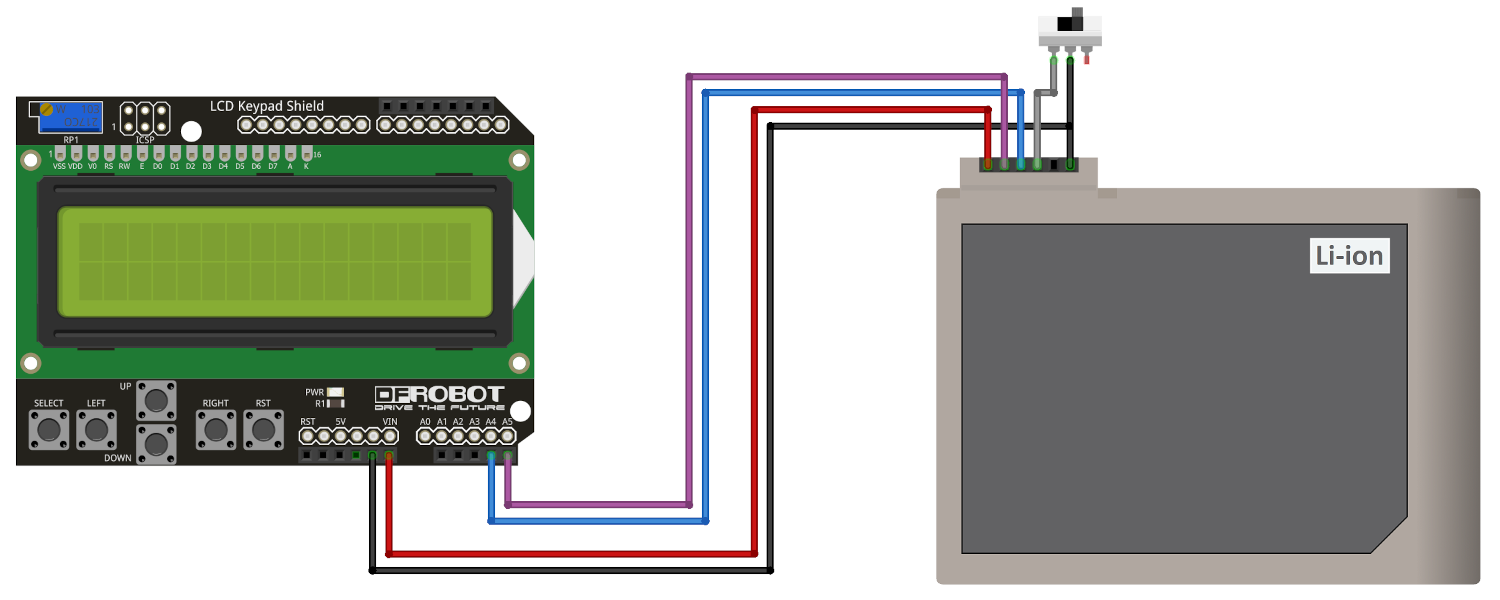 LCD Keypad Shield
RP1
1
ICSP
1
16
VSS VDD V0 RS RW E D0 D1 D2 D3 D4 D5 D6 D7 A K
Li-ion
UP
SELECT LEFT RIGHT RST
DOWN
PWR
R1
DFROBOT
DRIVE THE FUTURE
RST 5V VIN A0 A1 A2 A3 A4 A5